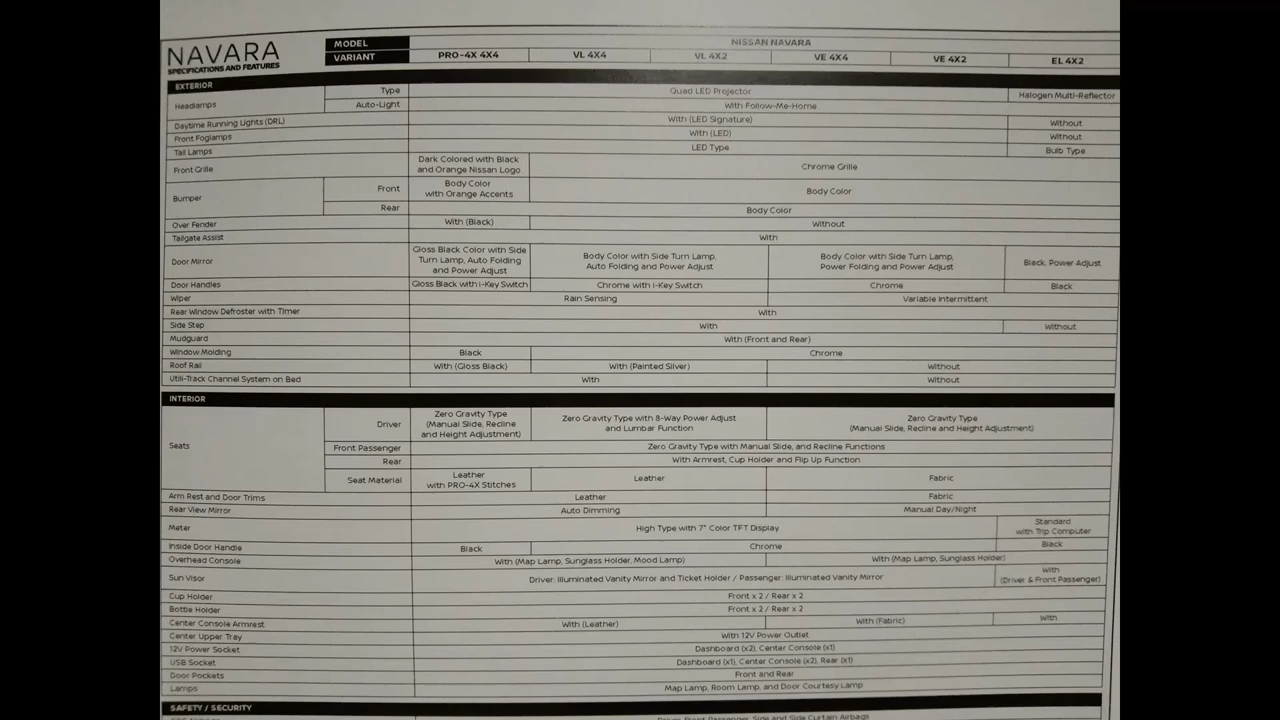 NAVARA
SPECIFICATIONS AND FEATURES
MODEL NISSAN NAVARA
VARIANT PRO-4X 4X4 VL 4X4 VL 4X2 VE 4X4 VE 4X2 EL 4X2
EXTERIOR
Headlamps Type Quad LED Projector Halogen Multi-Reflector
Auto-Light With Follow-Me-Home
Daytime Running Lights (DRL) With (LED Signature) Without
Front Foglamps With (LED) Without
Tail Lamps LED Type Bulb Type
Front Grille Dark Colored with Black
and Orange Nissan Logo Chrome Grille
Bumper Front Body Color
with Orange Accents Body Color
Rear Body Color
Over Fender With (Black) Without
Tailgate Assist With
Door Mirror Gloss Black Color with Side
Turn Lamp, Auto Folding
and Power Adjust Body Color with Side Turn Lamp,
Auto Folding and Power Adjust Body Color with Side Turn Lamp,
Power Folding and Power Adjust Black, Power Adjust
Door Handles Gloss Black with i-Key Switch Chrome with i-Key Switch Chrome Black
Wiper Rain Sensing Variable Intermittent
Rear Window Defroster with Timer With
Side Step With Without
Mudguard With (Front and Rear)
Window Molding Black Chrome
Roof Rail With (Gloss Black) With (Painted Silver) Without
Utili-Track Channel System on Bed With Without
INTERIOR
Seats Driver Zero Gravity Type
(Manual Slide, Recline
and Height Adjustment) Zero Gravity Type with 8-Way Power Adjust
and Lumbar Function Zero Gravity Type
(Manual Slide, Recline and Height Adjustment)
Front Passenger Zero Gravity Type with Manual Slide, and Recline Functions
Rear With Armrest, Cup Holder and Flip Up Function
Seat Material Leather
with PRO-4X Stitches Leather Fabric
Arm Rest and Door Trims Leather Fabric
Rear View Mirror Auto Dimming Manual Day/Night
Meter High Type with 7" Color TFT Display Standard
with Trip Computer
Inside Door Handle Black Chrome Black
Overhead Console With (Map Lamp, Sunglass Holder, Mood Lamp) With (Map Lamp, Sunglass Holder)
Sun Visor Driver: Illuminated Vanity Mirror and Ticket Holder / Passenger: Illuminated Vanity Mirror With
(Driver & Front Passenger)
Cup Holder Front x 2 / Rear x 2
Bottle Holder Front x 2 / Rear x 2
Center Console Armrest With (Leather) With (Fabric) With
Center Upper Tray With 12V Power Outlet
12V Power Socket Dashboard (x2), Center Console (x1)
USB Socket Dashboard (x1), Center Console (x2), Rear (x1)
Door Pockets Front and Rear
Lamps Map Lamp, Room Lamp, and Door Courtesy Lamp
SAFETY / SECURITY
Driver, Front Passenger, Side and Side Curtain Airbags